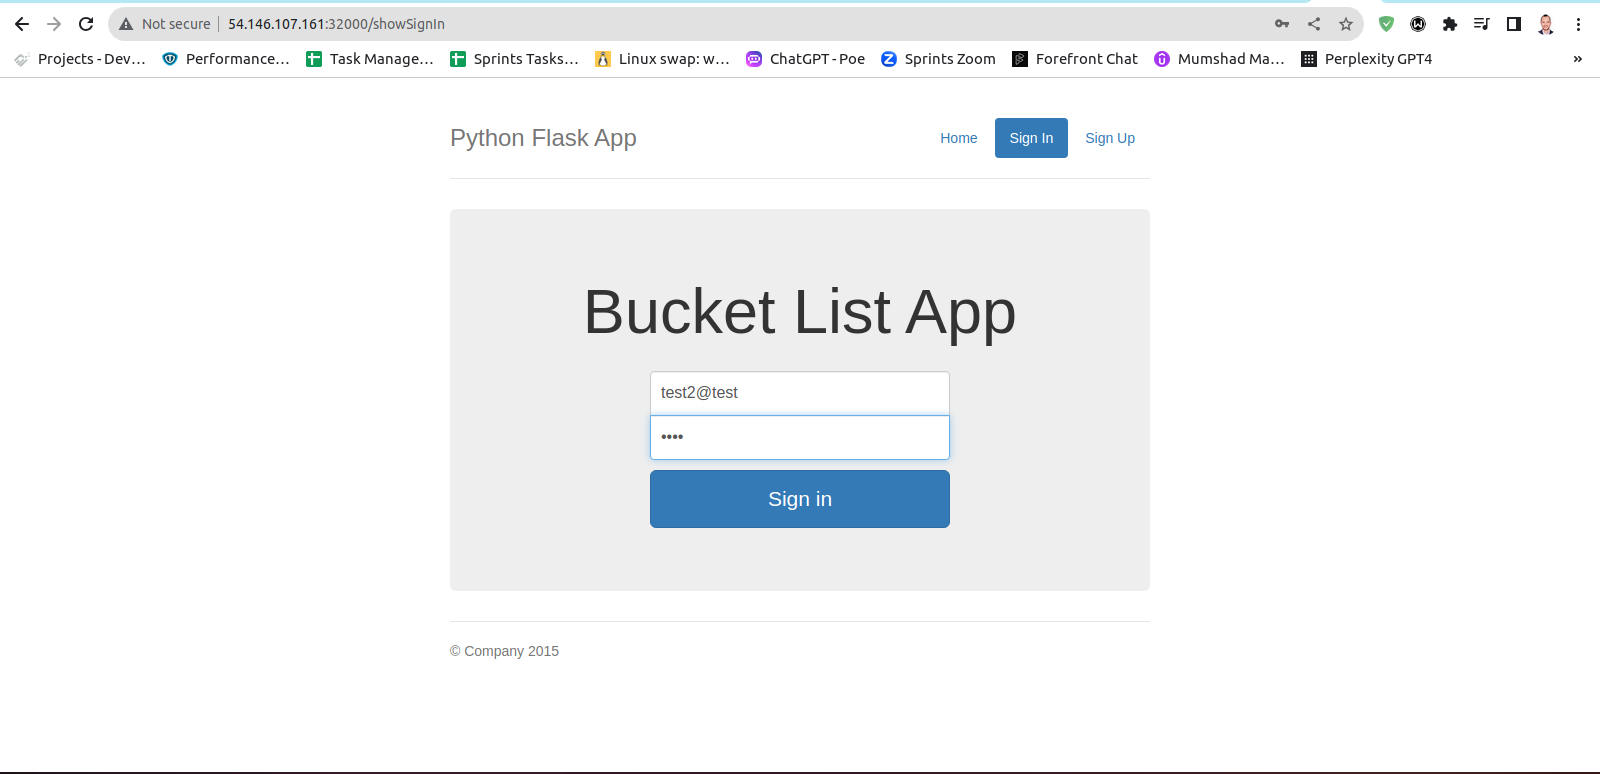 Not secure | 54.146.107.161:32000/showSignIn
Projects - Dev… Performance… Task Manage… Sprints Tasks… Linux swap: w… ChatGPT - Poe Sprints Zoom Forefront Chat Mumshad Ma… Perplexity GPT4 »
Python Flask App Home Sign In Sign Up
Bucket List App
test2@test
••••
Sign in
© Company 2015